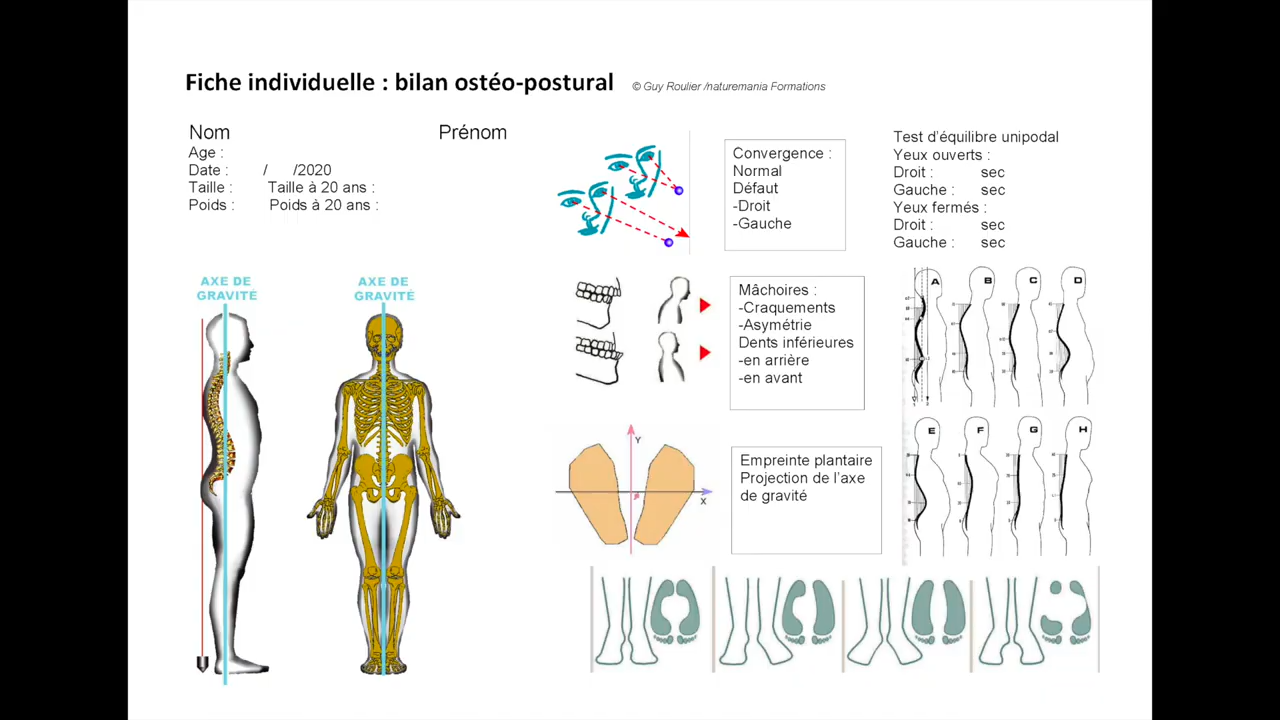 Fiche individuelle : bilan ostéo-postural © Guy Roulier /naturemania Formations
Nom Prénom
Age :
Date : / /2020
Taille : Taille à 20 ans :
Poids : Poids à 20 ans :
Convergence :
Normal
Défaut
-Droit
-Gauche
Test d'équilibre unipodal
Yeux ouverts :
Droit : sec
Gauche : sec
Yeux fermés :
Droit : sec
Gauche : sec
AXE DE
GRAVITÉ
AXE DE
GRAVITÉ
Mâchoires :
-Craquements
-Asymétrie
Dents inférieures
-en arrière
-en avant
A B C D
Y
X
Empreinte plantaire
Projection de l'axe
de gravité
E F G H